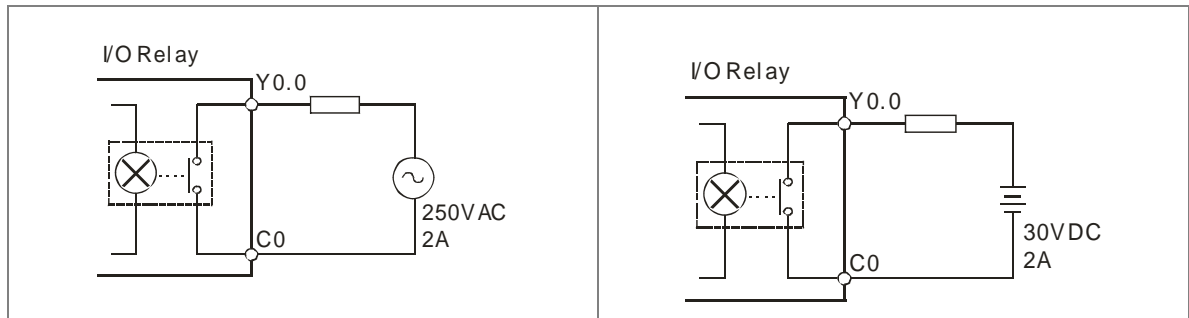 I/O Relay
Y0.0
250VAC
2A
C0
I/O Relay
Y0.0
30VDC
2A
C0